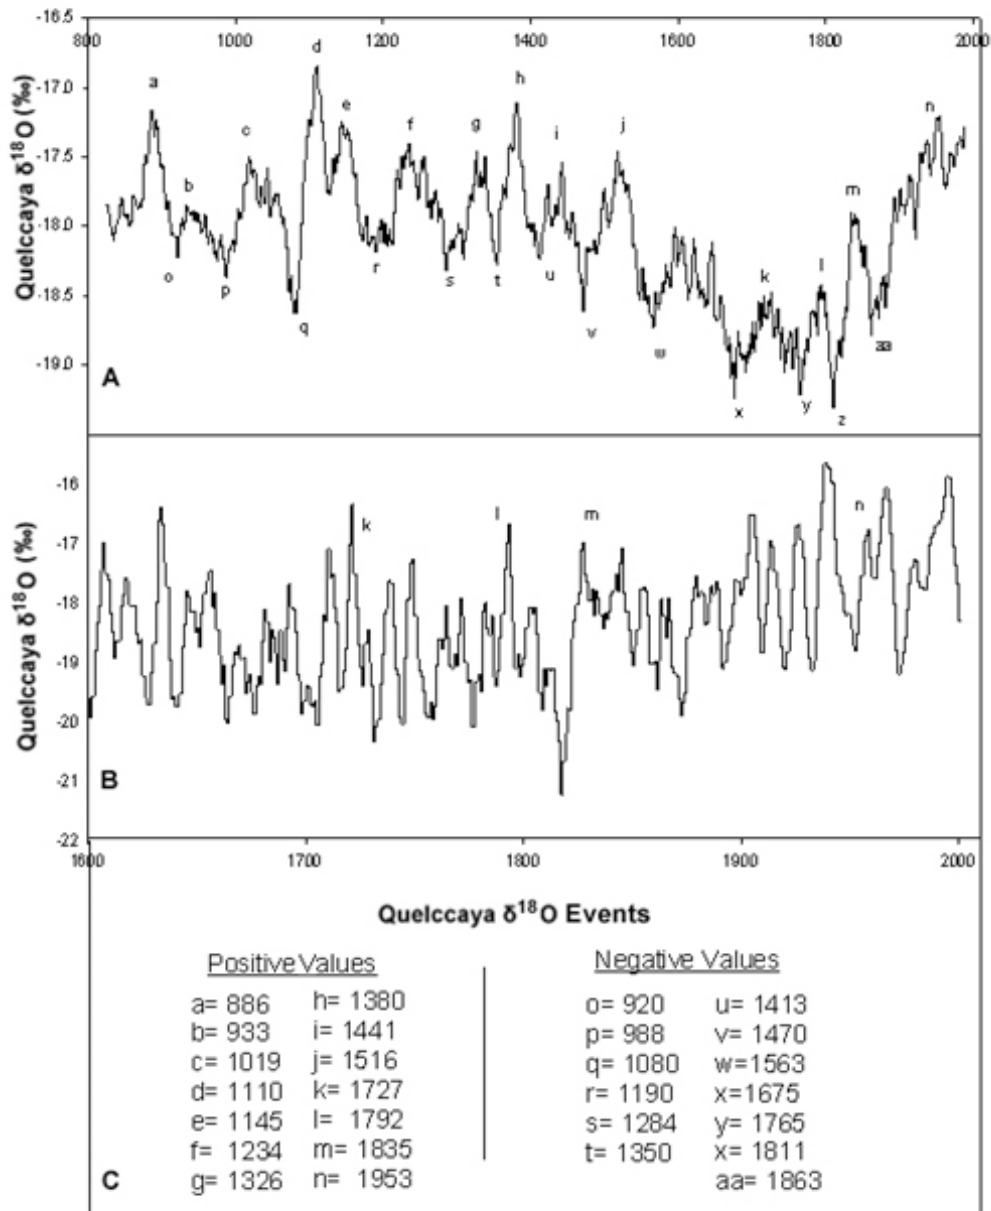 -16.5
800 1000 1200 1400 1600 1800 2000
d
a h
-17.0
e n
c f g i j
-17.5
b m
-18.0
o r
p s t u k l
-18.5
q v w aa
-19.0
A x y z
Quelccaya δ18O (‰)
-16
k l m n
-17
-18
-19
-20
-21
B
-22
Quelccaya δ18O (‰)
1600 1700 1800 1900 2000
Quelccaya δ18O Events
Positive Values
a= 886 h= 1380
b= 933 i= 1441
c= 1019 j= 1516
d= 1110 k= 1727
e= 1145 l= 1792
f= 1234 m= 1835
g= 1326 n= 1953
Negative Values
o= 920 u= 1413
p= 988 v= 1470
q= 1080 w= 1563
r= 1190 x= 1675
s= 1284 y= 1765
t= 1350 x= 1811
aa= 1863
C